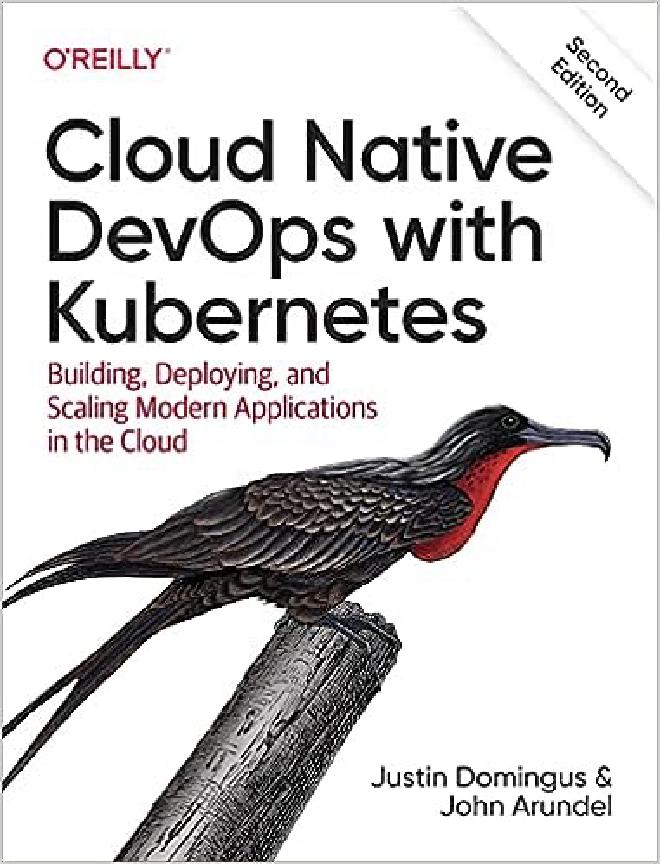 O'REILLY®
Second
Edition
Cloud Native
DevOps with
Kubernetes
Building, Deploying, and
Scaling Modern Applications
in the Cloud
Justin Domingus &
John Arundel